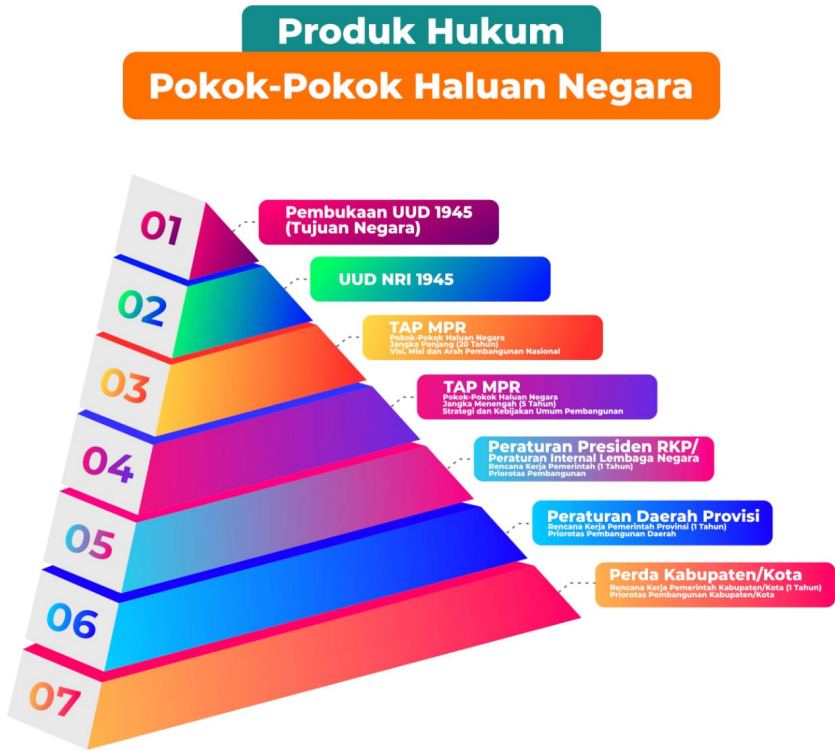 Produk Hukum
Pokok-Pokok Haluan Negara
01
Pembukaan UUD 1945
(Tujuan Negara)
02
UUD NRI 1945
03
TAP MPR
Pokok-Pokok Haluan Negara
Jangka Panjang (20 Tahun)
Visi, Misi dan Arah Pembangunan Nasional
04
TAP MPR
Pokok-Pokok Haluan Negara
Jangka Menengah (5 Tahun)
Strategi dan Kebijakan Umum Pembangunan
05
Peraturan Presiden RKP/
Peraturan Internal Lembaga Negara
Rencana Kerja Pemerintah (1 Tahun)
Priorotas Pembangunan
06
Peraturan Daerah Provisi
Rencana Kerja Pemerintah Provinsi (1 Tahun)
Priorotas Pembangunan Daerah
07
Perda Kabupaten/Kota
Rencana Kerja Pemerintah Kabupaten/Kota (1 Tahun)
Priorotas Pembangunan Kabupaten/Kota